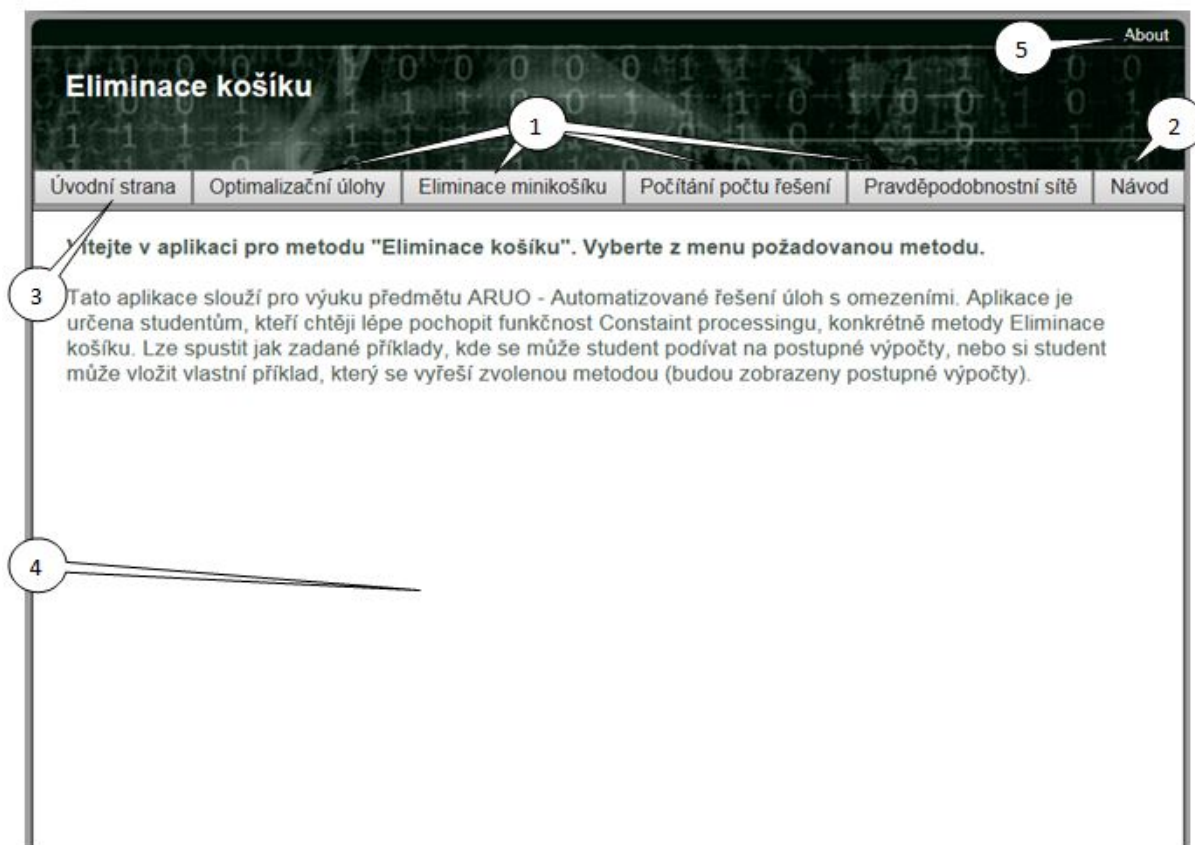 About
5
Eliminace košíku
1
2
Úvodní strana Optimalizační úlohy Eliminace minikošíku Počítání počtu řešení Pravděpodobnostní sítě Návod
Vítejte v aplikaci pro metodu "Eliminace košíku". Vyberte z menu požadovanou metodu.
3
Tato aplikace slouží pro výuku předmětu ARUO - Automatizované řešení úloh s omezeními. Aplikace je
určena studentům, kteří chtěji lépe pochopit funkčnost Constaint processingu, konkrétně metody Eliminace
košíku. Lze spustit jak zadané příklady, kde se může student podívat na postupné výpočty, nebo si student
může vložit vlastní příklad, který se vyřeší zvolenou metodou (budou zobrazeny postupné výpočty).
4